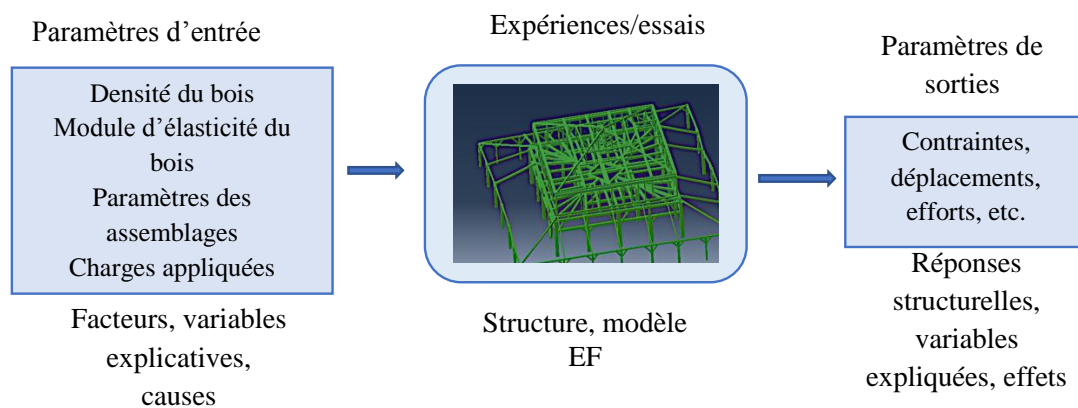 Paramètres d’entrée
Densité du bois
Module d’élasticité du
bois
Paramètres des
assemblages
Charges appliquées
Facteurs, variables
explicatives,
causes
Expériences/essais
Structure, modèle
EF
Paramètres de
sorties
Contraintes,
déplacements,
efforts, etc.
Réponses
structurelles,
variables
expliquées, effets